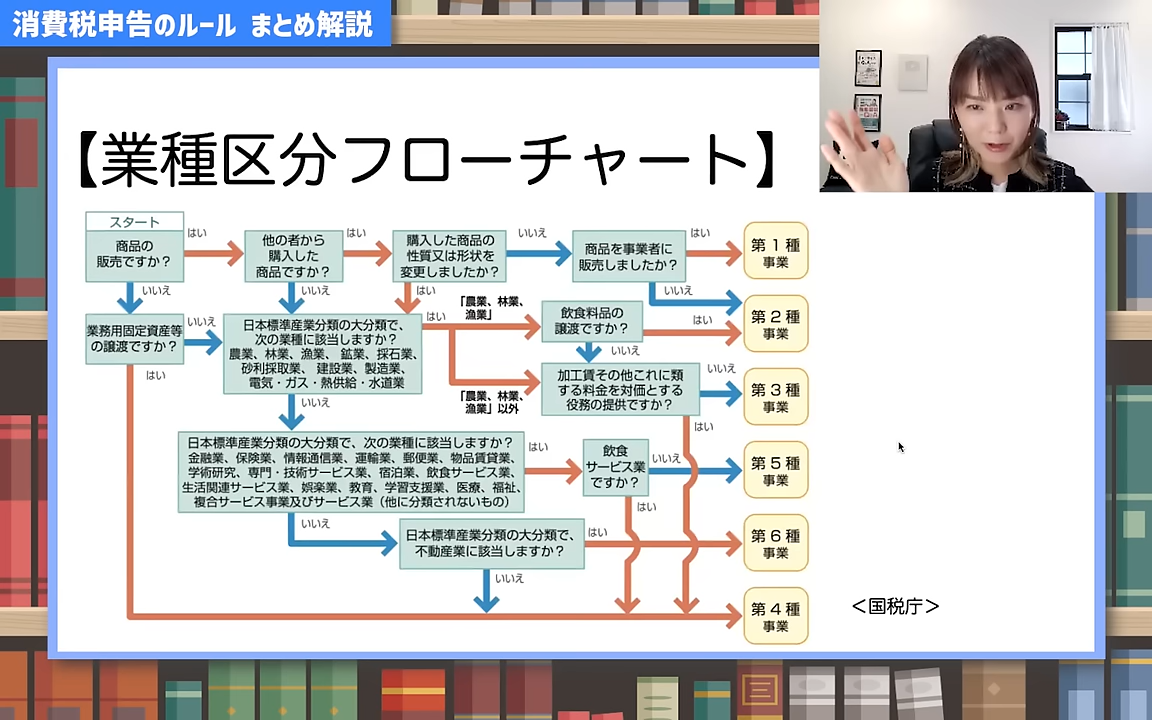 消費税申告のルール まとめ解説
【業種区分フローチャート】
スタート
商品の
販売ですか？
はい
他の者から
購入した
商品ですか？
はい
購入した商品の
性質又は形状を
変更しましたか？
いいえ
商品を事業者に
販売しましたか？
はい
第１種
事業
いいえ
いいえ
はい
いいえ
業務用固定資産等
の譲渡ですか？
いいえ
はい
日本標準産業分類の大分類で、
次の業種に該当しますか？
農業、林業、漁業、鉱業、採石業、
砂利採取業、建設業、製造業、
電気・ガス・熱供給・水道業
はい
「農業、林業、
漁業」
飲食料品の
譲渡ですか？
はい
第２種
事業
いいえ
「農業、林業、
漁業」以外
加工賃その他これに類
する料金を対価とする
役務の提供ですか？
いいえ
第３種
事業
はい
いいえ
日本標準産業分類の大分類で、次の業種に該当しますか？
金融業、保険業、情報通信業、運輸業、郵便業、物品賃貸業、
学術研究、専門・技術サービス業、宿泊業、飲食サービス業、
生活関連サービス業、娯楽業、教育、学習支援業、医療、福祉、
複合サービス事業及びサービス業（他に分類されないもの）
はい
飲食
サービス業
ですか？
いいえ
第５種
事業
はい
いいえ
日本標準産業分類の大分類で、
不動産業に該当しますか？
はい
第６種
事業
いいえ
第４種
事業
＜国税庁＞